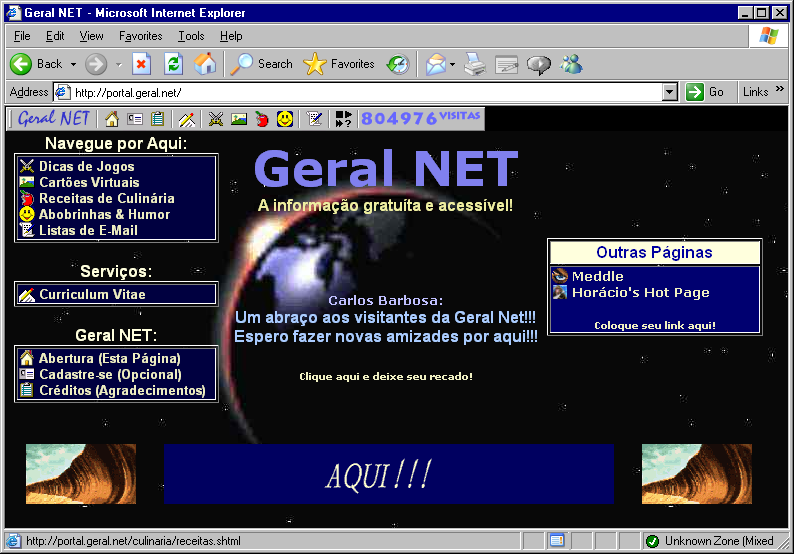 Geral NET - Microsoft Internet Explorer
File Edit View Favorites Tools Help
Back Search Favorites
Address http://portal.geral.net/ Go Links »
Geral NET 804976 VISITAS
Navegue por Aqui:
Dicas de Jogos
Cartões Virtuais
Receitas de Culinária
Abobrinhas & Humor
Listas de E-Mail
Serviços:
Curriculum Vitae
Geral NET:
Abertura (Esta Página)
Cadastre-se (Opcional)
Créditos (Agradecimentos)
Geral NET
A informação gratuíta e acessível!
Carlos Barbosa:
Um abraço aos visitantes da Geral Net!!!
Espero fazer novas amizades por aqui!!!
Clique aqui e deixe seu recado!
Outras Páginas
Meddle
Horácio's Hot Page
Coloque seu link aqui!
AQUI!!!
http://portal.geral.net/culinaria/receitas.shtml Unknown Zone (Mixed